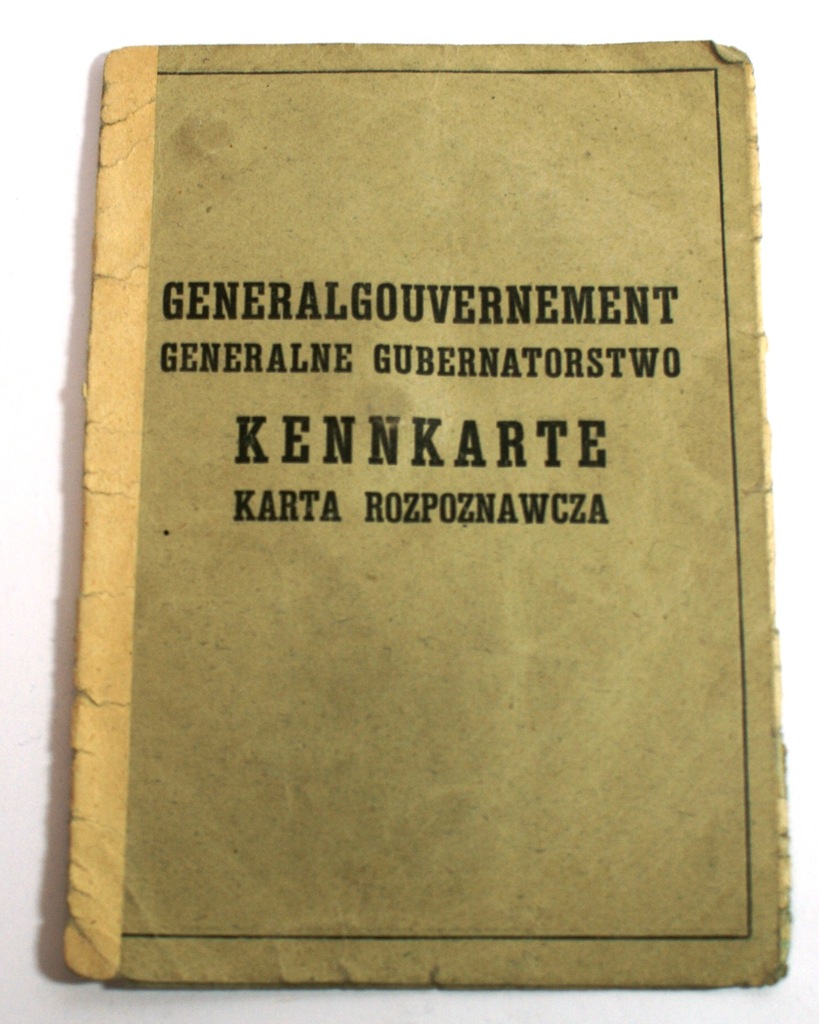 GENERALGOUVERNEMENT
GENERALNE GUBERNATORSTWO
KENNKARTE
KARTA ROZPOZNAWCZA